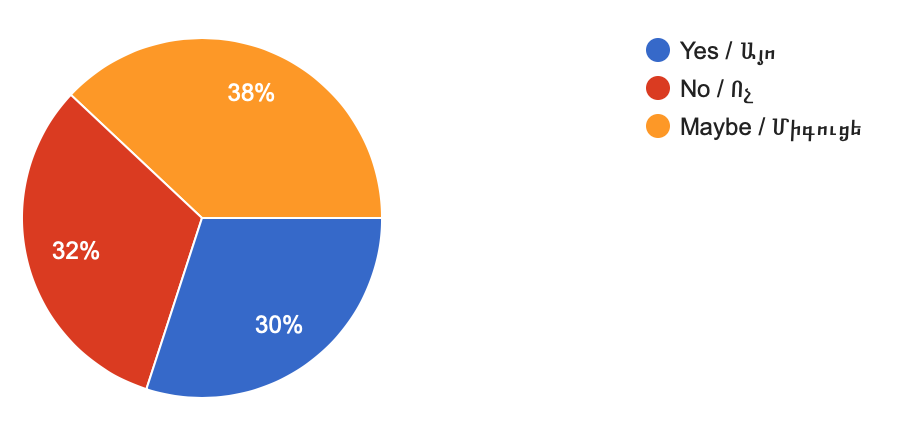 38%
32%
30%
Yes / Այո
No / Ոչ
Maybe / Միգուցե